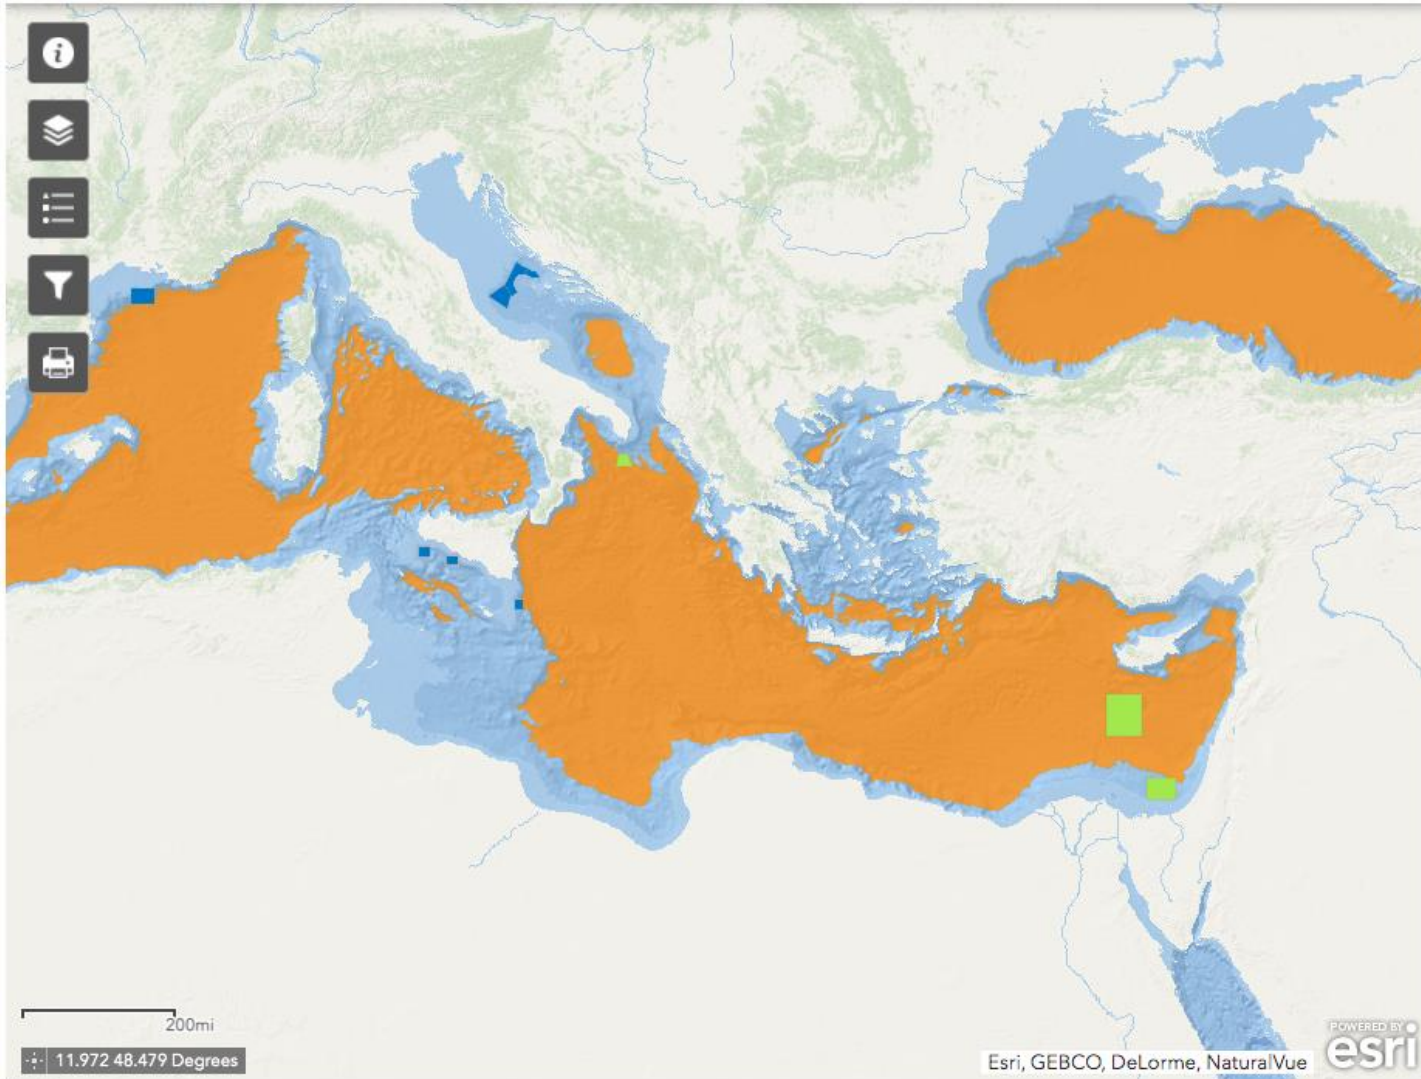 200mi
11.972 48.479 Degrees
Esri, GEBCO, DeLorme, NaturalVue
POWERED BY
esri